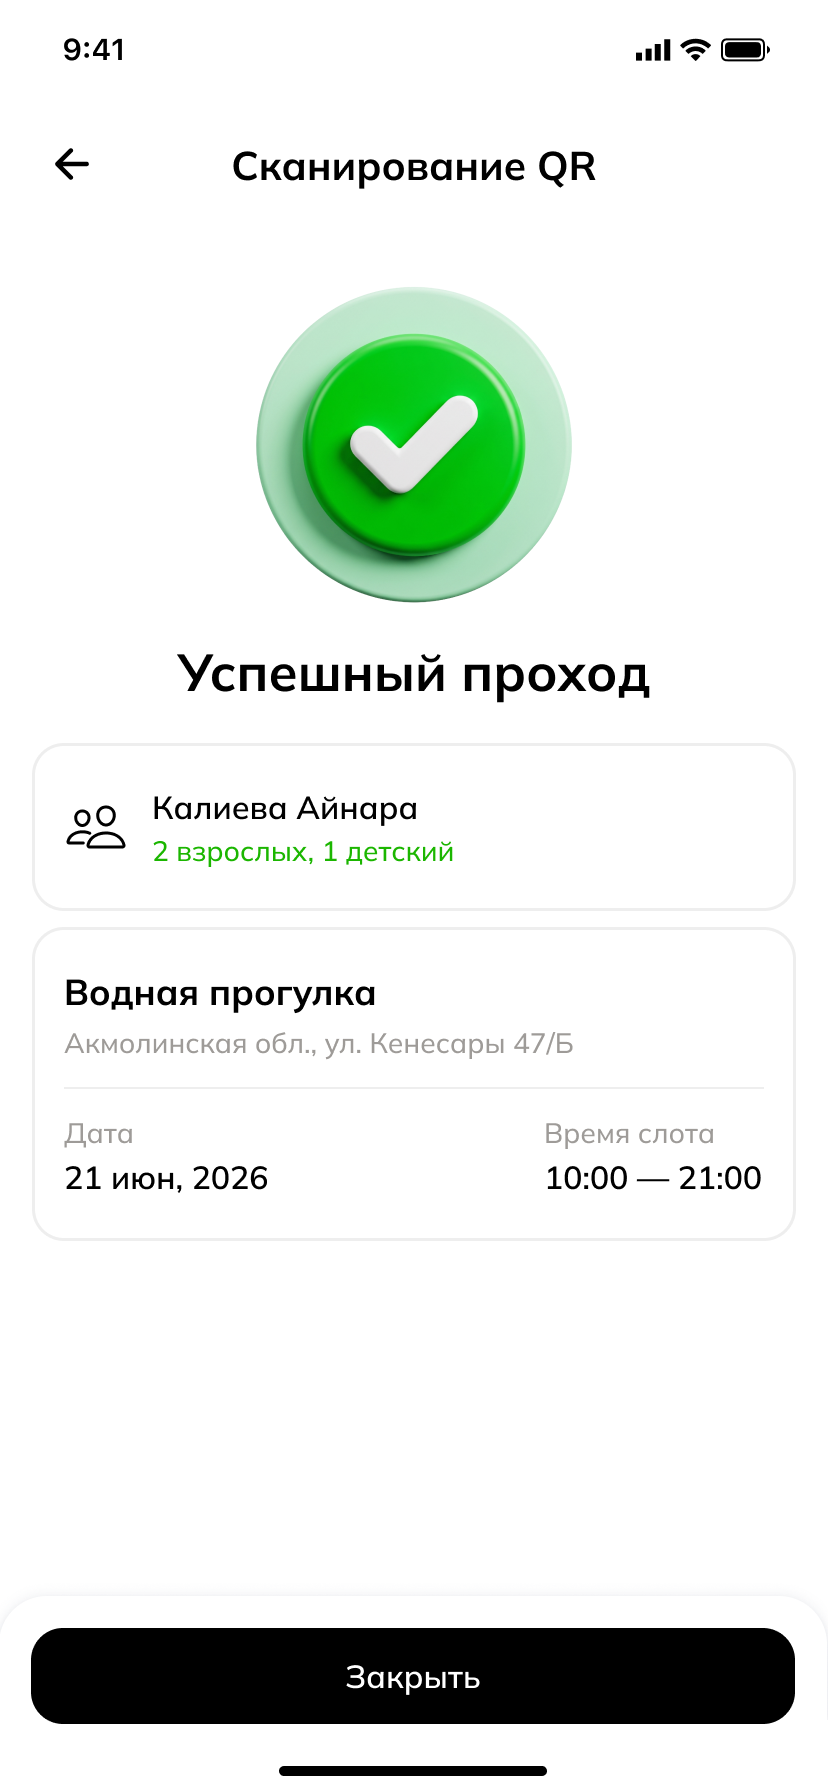 9:41
Сканирование QR
Успешный проход
Калиева Айнара
2 взрослых, 1 детский
Водная прогулка
Акмолинская обл., ул. Кенесары 47/Б
Дата
Время слота
21 июн, 2026
10:00 — 21:00
Закрыть